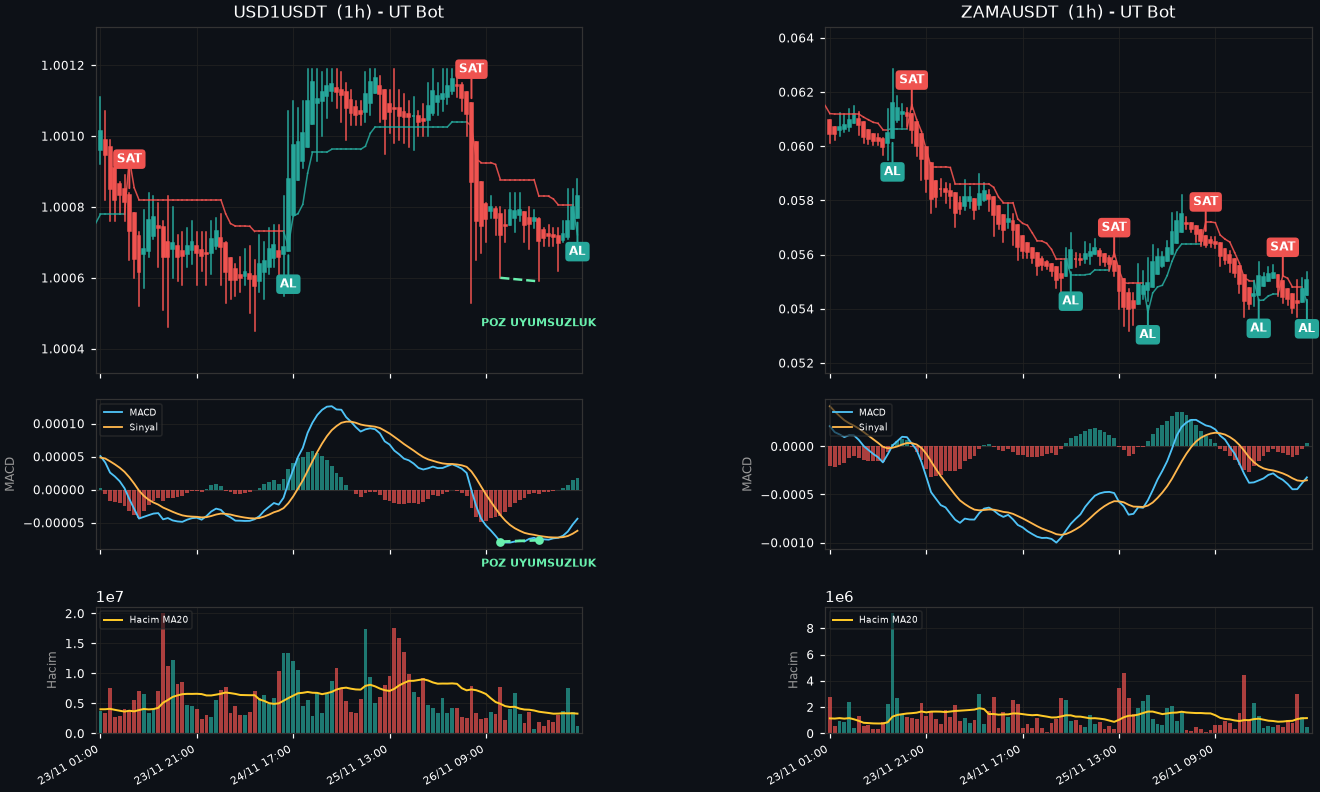 USD1USDT (1h) - UT Bot
1.0012
1.0010
1.0008
1.0006
1.0004
SAT
AL
SAT
AL
POZ UYUMSUZLUK
MACD
MACD
Sinyal
0.00010
0.00005
0.00000
−0.00005
POZ UYUMSUZLUK
1e7
Hacim
Hacim MA20
2.0
1.5
1.0
0.5
0.0
23/11 01:00
23/11 21:00
24/11 17:00
25/11 13:00
26/11 09:00
ZAMAUSDT (1h) - UT Bot
0.064
0.062
0.060
0.058
0.056
0.054
0.052
AL
SAT
AL
SAT
AL
SAT
AL
SAT
AL
MACD
MACD
Sinyal
0.0000
−0.0005
−0.0010
1e6
Hacim
Hacim MA20
8
6
4
2
0
23/11 01:00
23/11 21:00
24/11 17:00
25/11 13:00
26/11 09:00